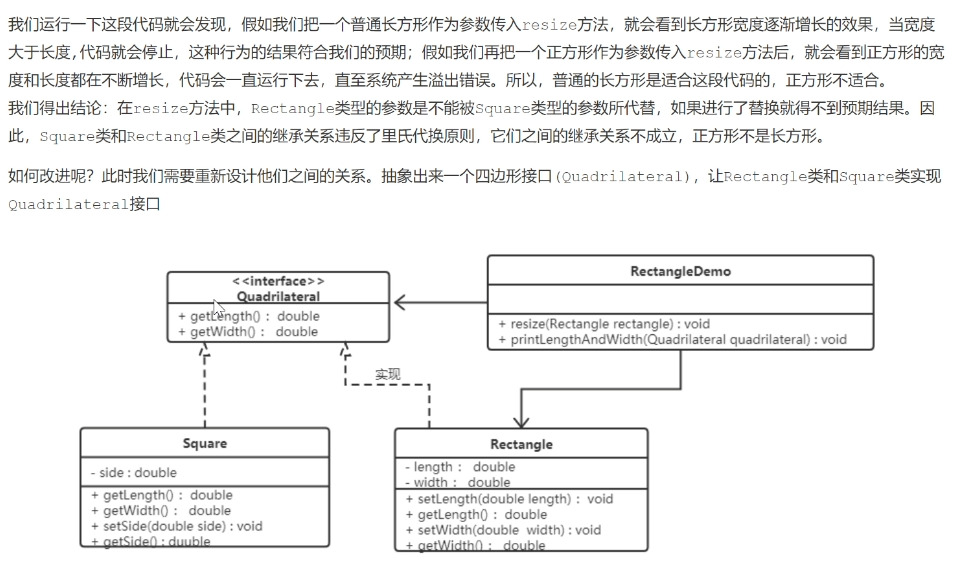 我们运行一下这段代码就会发现，假如我们把一个普通长方形作为参数传入resize方法，就会看到长方形宽度逐渐增长的效果，当宽度
大于长度,代码就会停止，这种行为的结果符合我们的预期；假如我们再把一个正方形作为参数传入resize方法后，就会看到正方形的宽
度和长度都在不断增长，代码会一直运行下去，直至系统产生溢出错误。所以，普通的长方形是适合这段代码的，正方形不适合。
我们得出结论：在resize方法中，Rectangle类型的参数是不能被Square类型的参数所代替，如果进行了替换就得不到预期结果。因
此，Square类和Rectangle类之间的继承关系违反了里氏代换原则，它们之间的继承关系不成立，正方形不是长方形。
如何改进呢？此时我们需要重新设计他们之间的关系。抽象出来一个四边形接口(Quadrilateral)，让Rectangle类和Square类实现
Quadrilateral接口
<<interface>>
Quadrilateral
+ getLength()： double
+ getWidth()： double
RectangleDemo
+ resize(Rectangle rectangle) : void
+ printLengthAndWidth(Quadrilateral quadrilateral) : void
实现
Square
- side : double
+ getLength()： double
+ getWidth()： double
+ setSide(double side) : void
+ getSide() : duuble
Rectangle
- length： double
- width： double
+ setLength(double length)： void
+ getLength()： double
+ setWidth(double width) : void
+ getWidth()： double